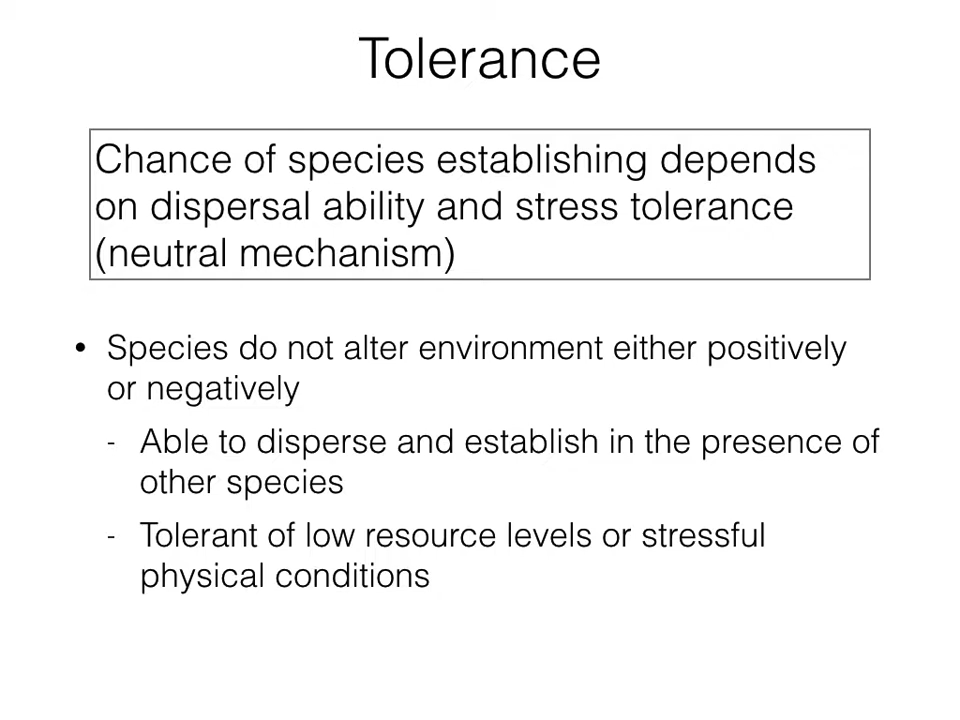 Tolerance
Chance of species establishing depends
on dispersal ability and stress tolerance
(neutral mechanism)
• Species do not alter environment either positively
or negatively
- Able to disperse and establish in the presence of
other species
- Tolerant of low resource levels or stressful
physical conditions